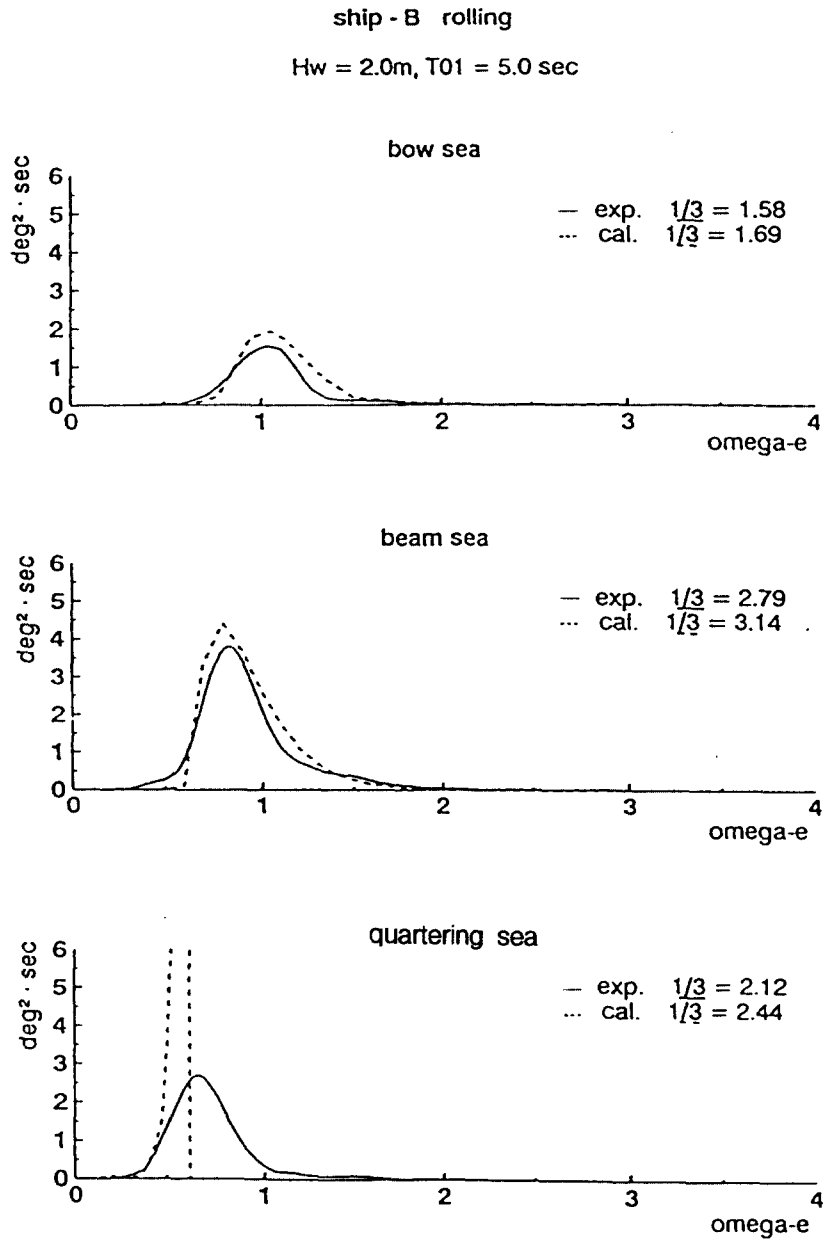 ship - B rolling
Hw = 2.0m, T01 = 5.0 sec
bow sea
deg² · sec
6
5
4
3
2
1
0
— exp. 1/3 = 1.58
--- cal. 1/3 = 1.69
0 1 2 3 4
omega-e
beam sea
deg² · sec
6
5
4
3
2
1
0
— exp. 1/3 = 2.79
--- cal. 1/3 = 3.14
0 1 2 3 4
omega-e
quartering sea
deg² · sec
6
5
4
3
2
1
0
— exp. 1/3 = 2.12
--- cal. 1/3 = 2.44
0 1 2 3 4
omega-e